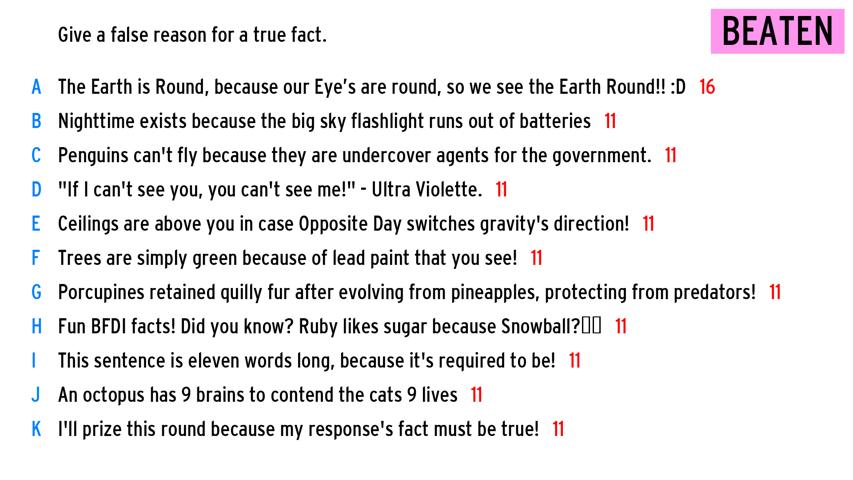 Give a false reason for a true fact.
BEATEN
A The Earth is Round, because our Eye’s are round, so we see the Earth Round!! :D 16
B Nighttime exists because the big sky flashlight runs out of batteries 11
C Penguins can't fly because they are undercover agents for the government. 11
D "If I can't see you, you can't see me!" - Ultra Violette. 11
E Ceilings are above you in case Opposite Day switches gravity's direction! 11
F Trees are simply green because of lead paint that you see! 11
G Porcupines retained quilly fur after evolving from pineapples, protecting from predators! 11
H Fun BFDI facts! Did you know? Ruby likes sugar because Snowball?▯▯ 11
I This sentence is eleven words long, because it's required to be! 11
J An octopus has 9 brains to contend the cats 9 lives 11
K I'll prize this round because my response's fact must be true! 11